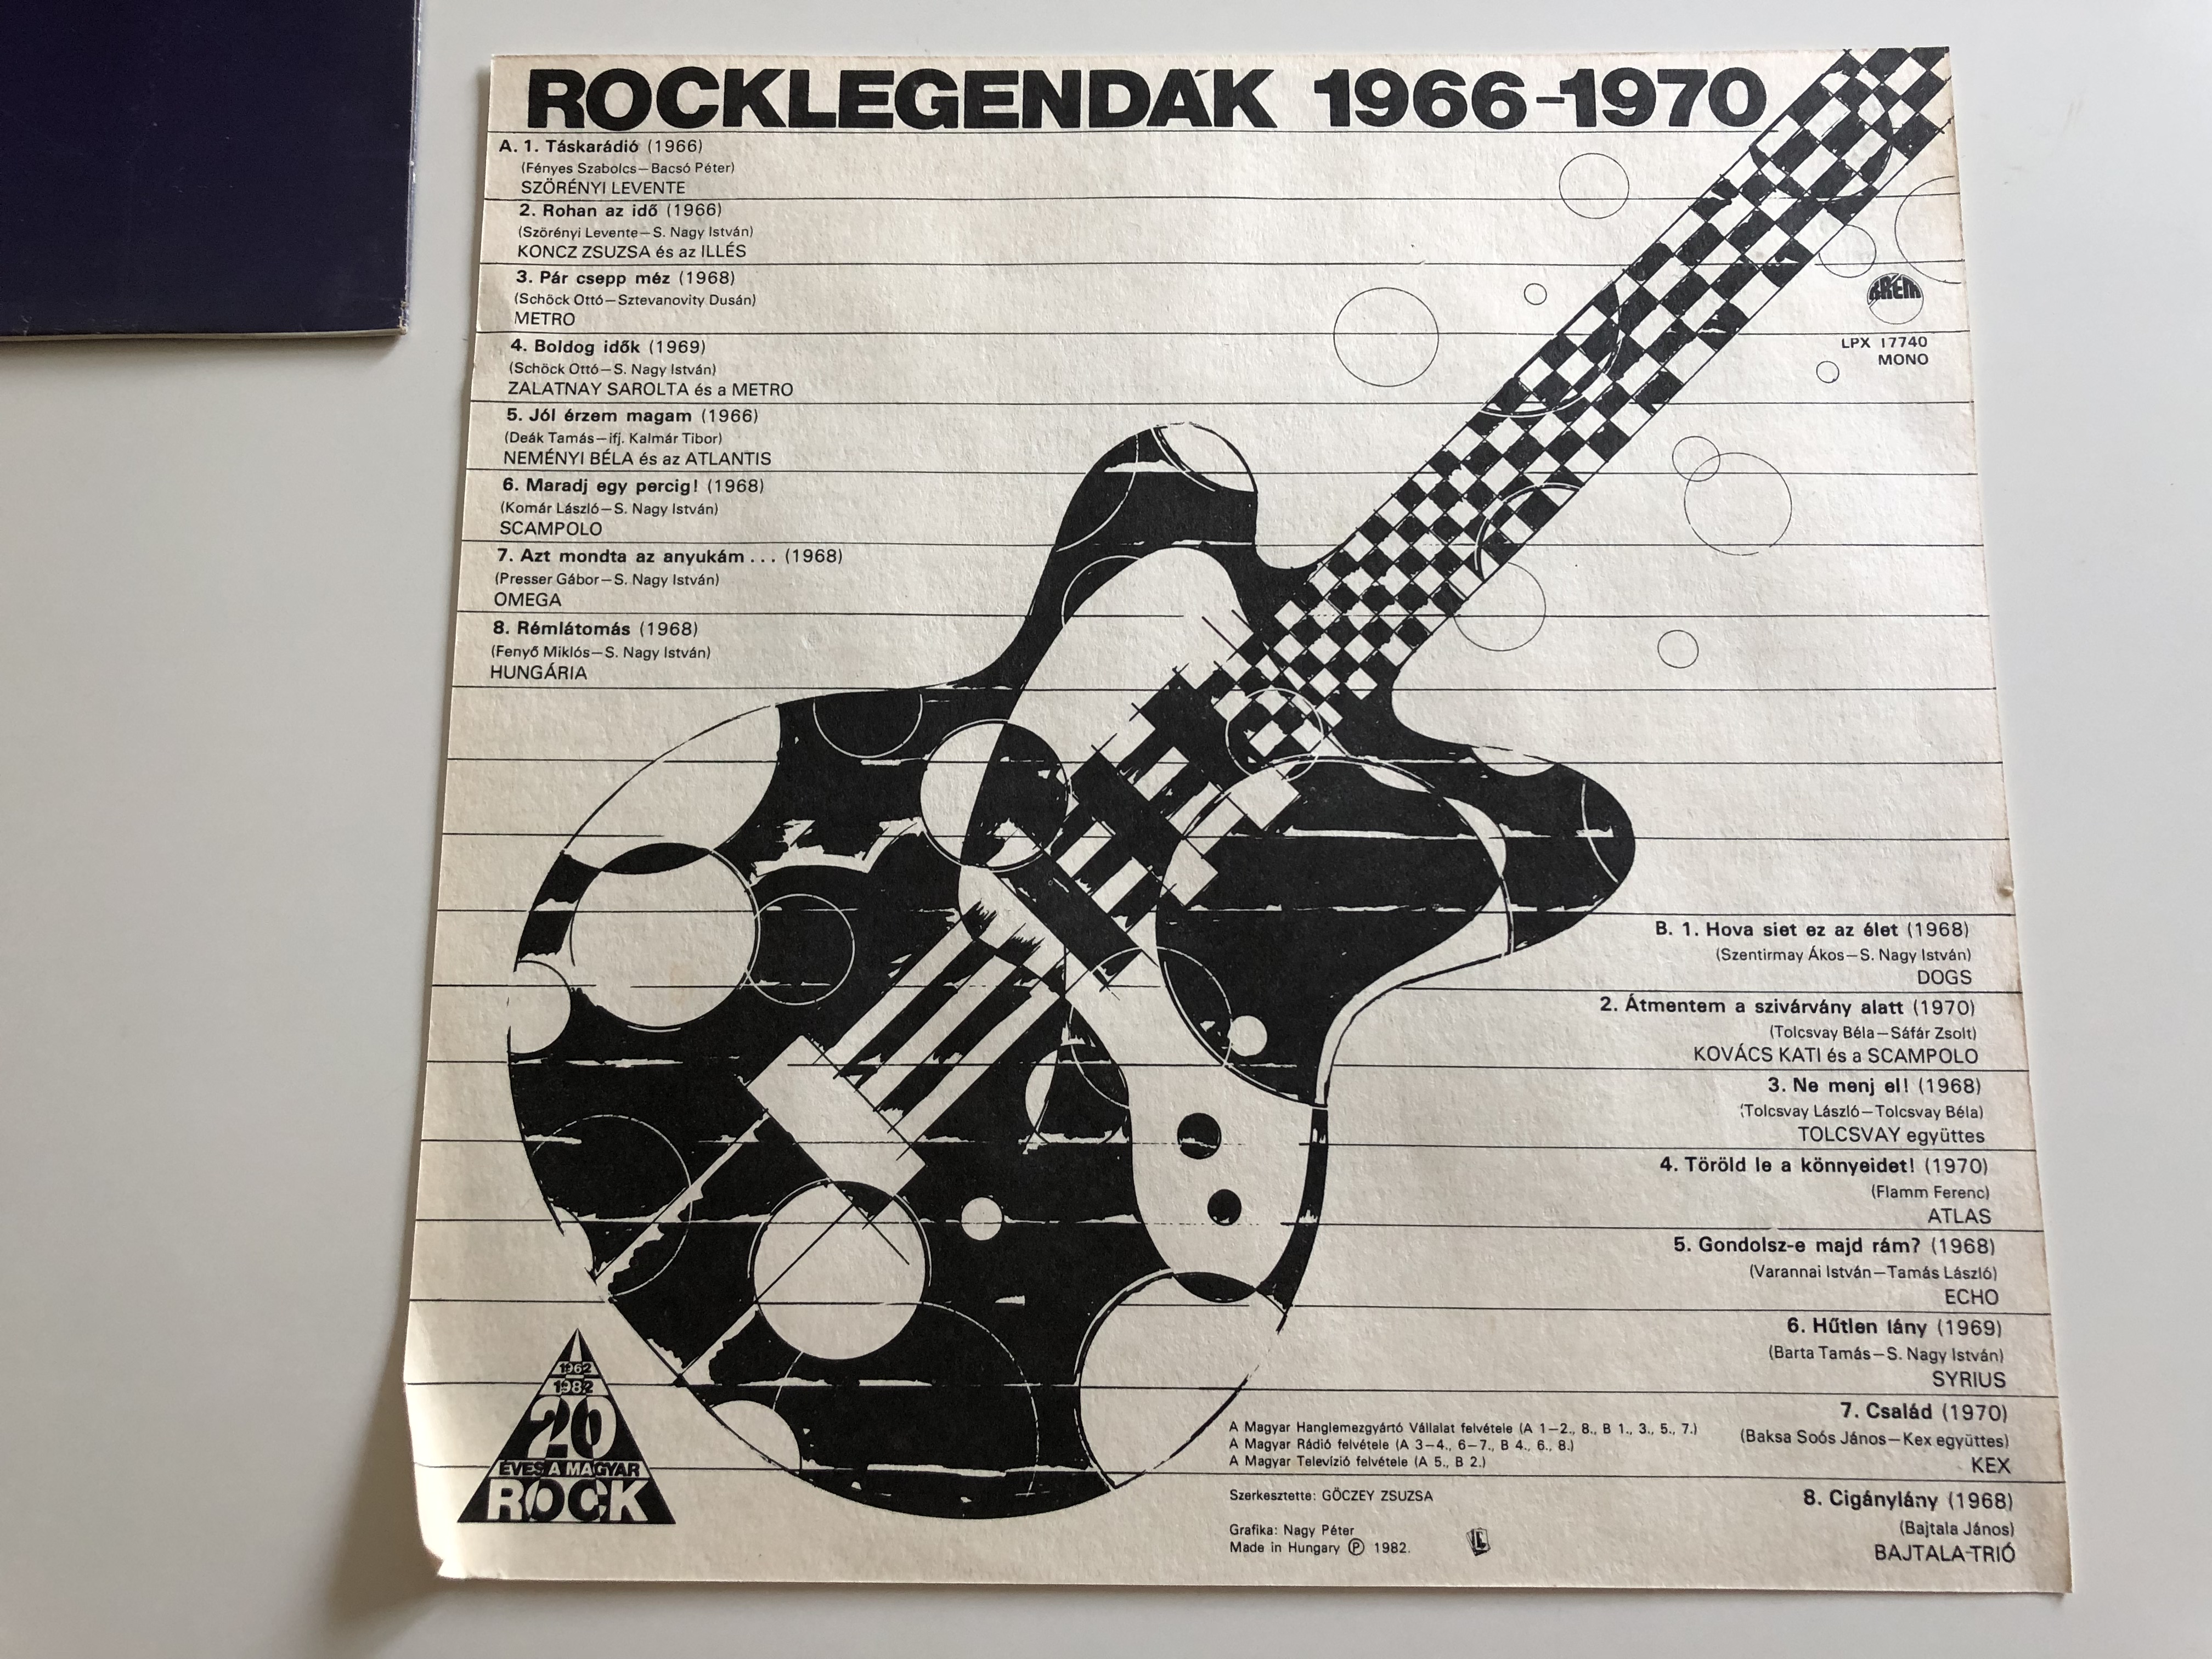 ROCKLEGENDÁK 1966-1970
A. 1. Táskarádió (1966)
(Fényes Szabolcs—Bacsó Péter)
SZÖRÉNYI LEVENTE
2. Rohan az idő (1966)
(Szörényi Levente—S. Nagy István)
KONCZ ZSUZSA és az ILLÉS
3. Pár csepp méz (1968)
(Schöck Ottó—Sztevanovity Dusán)
METRO
4. Boldog idők (1969)
(Schöck Ottó—S. Nagy István)
ZALATNAY SAROLTA és a METRO
5. Jól érzem magam (1966)
(Deák Tamás—ifj. Kalmár Tibor)
NEMÉNYI BÉLA és az ATLANTIS
6. Maradj egy percig! (1968)
(Komár László—S. Nagy István)
SCAMPOLO
7. Azt mondta az anyukám... (1968)
(Presser Gábor—S. Nagy István)
OMEGA
8. Rémlátomás (1968)
(Fenyő Miklós—S. Nagy István)
HUNGÁRIA
KRÉM
LPX 17740
MONO
B. 1. Hova siet ez az élet (1968)
(Szentirmay Ákos—S. Nagy István)
DOGS
2. Átmentem a szivárvány alatt (1970)
(Tolcsvay Béla—Sáfár Zsolt)
KOVÁCS KATI és a SCAMPOLO
3. Ne menj el! (1968)
(Tolcsvay László—Tolcsvay Béla)
TOLCSVAY együttes
4. Töröld le a könnyeidet! (1970)
(Flamm Ferenc)
ATLAS
5. Gondolsz-e majd rám? (1968)
(Varannai István—Tamás László)
ECHO
6. Hűtlen lány (1969)
(Barta Tamás—S. Nagy István)
SYRIUS
7. Család (1970)
(Baksa Soós János—Kex együttes)
KEX
8. Cigánylány (1968)
(Bajtala János)
BAJTALA-TRIÓ
A Magyar Hanglemezgyártó Vállalat felvétele (A 1—2., 8., B 1., 3., 5., 7.)
A Magyar Rádió felvétele (A 3—4., 6—7., B 4., 6., 8.)
A Magyar Televízió felvétele (A 5., B 2.)
Szerkesztette: GÖCZEY ZSUZSA
Grafika: Nagy Péter
Made in Hungary Ⓟ 1982.
1962
1982
20
ÉVES A MAGYAR
ROCK